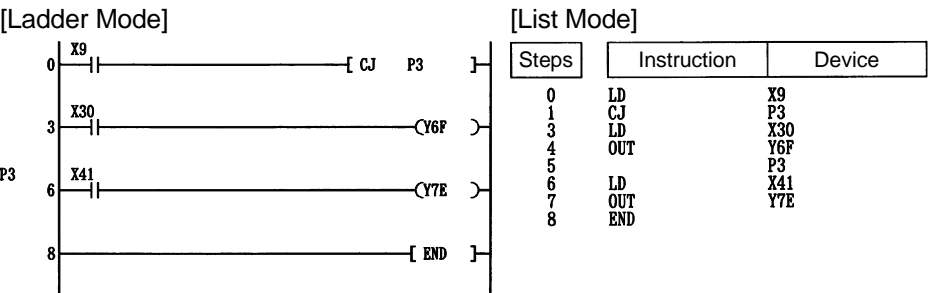 [Ladder Mode]
[List Mode]
X9
0 [ CJ P3 ]
X30
3 (Y6F )
P3 X41
6 (Y7E )
8 [ END ]
Steps Instruction Device
0 LD X9
1 CJ P3
3 LD X30
4 OUT Y6F
5 P3
6 LD X41
7 OUT Y7E
8 END